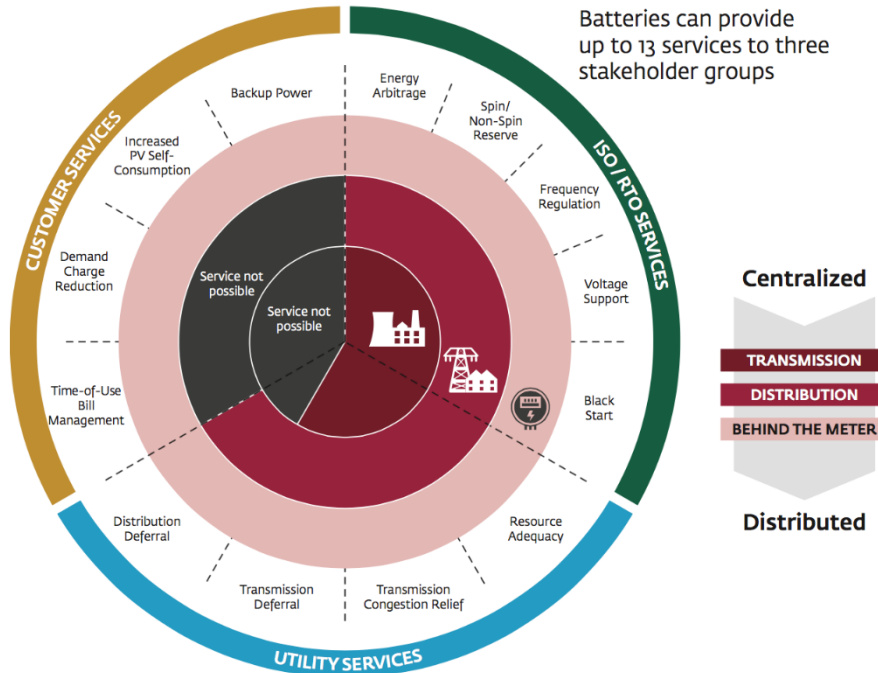 Batteries can provide
up to 13 services to three
stakeholder groups
CUSTOMER SERVICES
ISO / RTO SERVICES
UTILITY SERVICES
Backup Power
Energy
Arbitrage
Spin/
Non-Spin
Reserve
Increased
PV Self-
Consumption
Frequency
Regulation
Demand
Charge
Reduction
Voltage
Support
Service not
possible
Service not
possible
Time-of-Use
Bill
Management
Black
Start
Distribution
Deferral
Resource
Adequacy
Transmission
Deferral
Transmission
Congestion Relief
Centralized
TRANSMISSION
DISTRIBUTION
BEHIND THE METER
Distributed